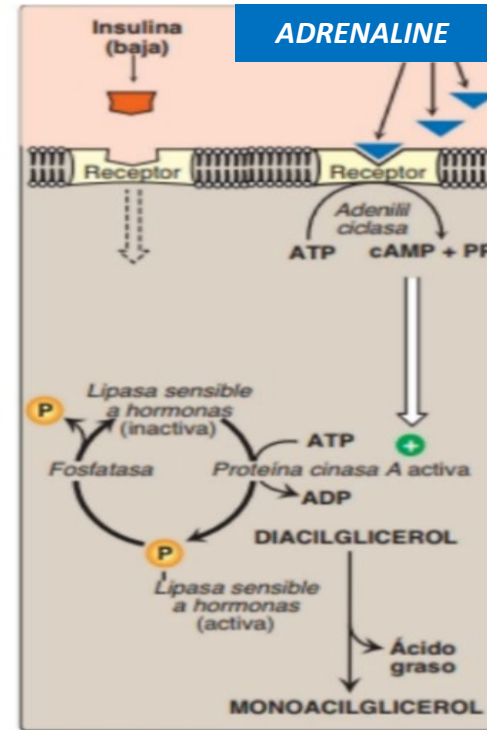 Insulina
(baja)
ADRENALINE
Receptor
Receptor
Adenilil
ciclasa
ATP
cAMP + PP
Lipasa sensible
a hormonas
(inactiva)
P
ATP
+
Fosfatasa
Proteína cinasa A activa
ADP
P
DIACILGLICEROL
Lipasa sensible
a hormonas
(activa)
Ácido
graso
MONOACILGLICEROL